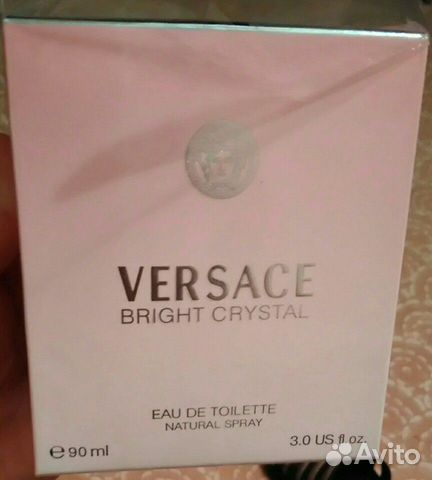 VERSACE
BRIGHT CRYSTAL
EAU DE TOILETTE
NATURAL SPRAY
℮ 90 ml
3.0 US fl oz.
Avito